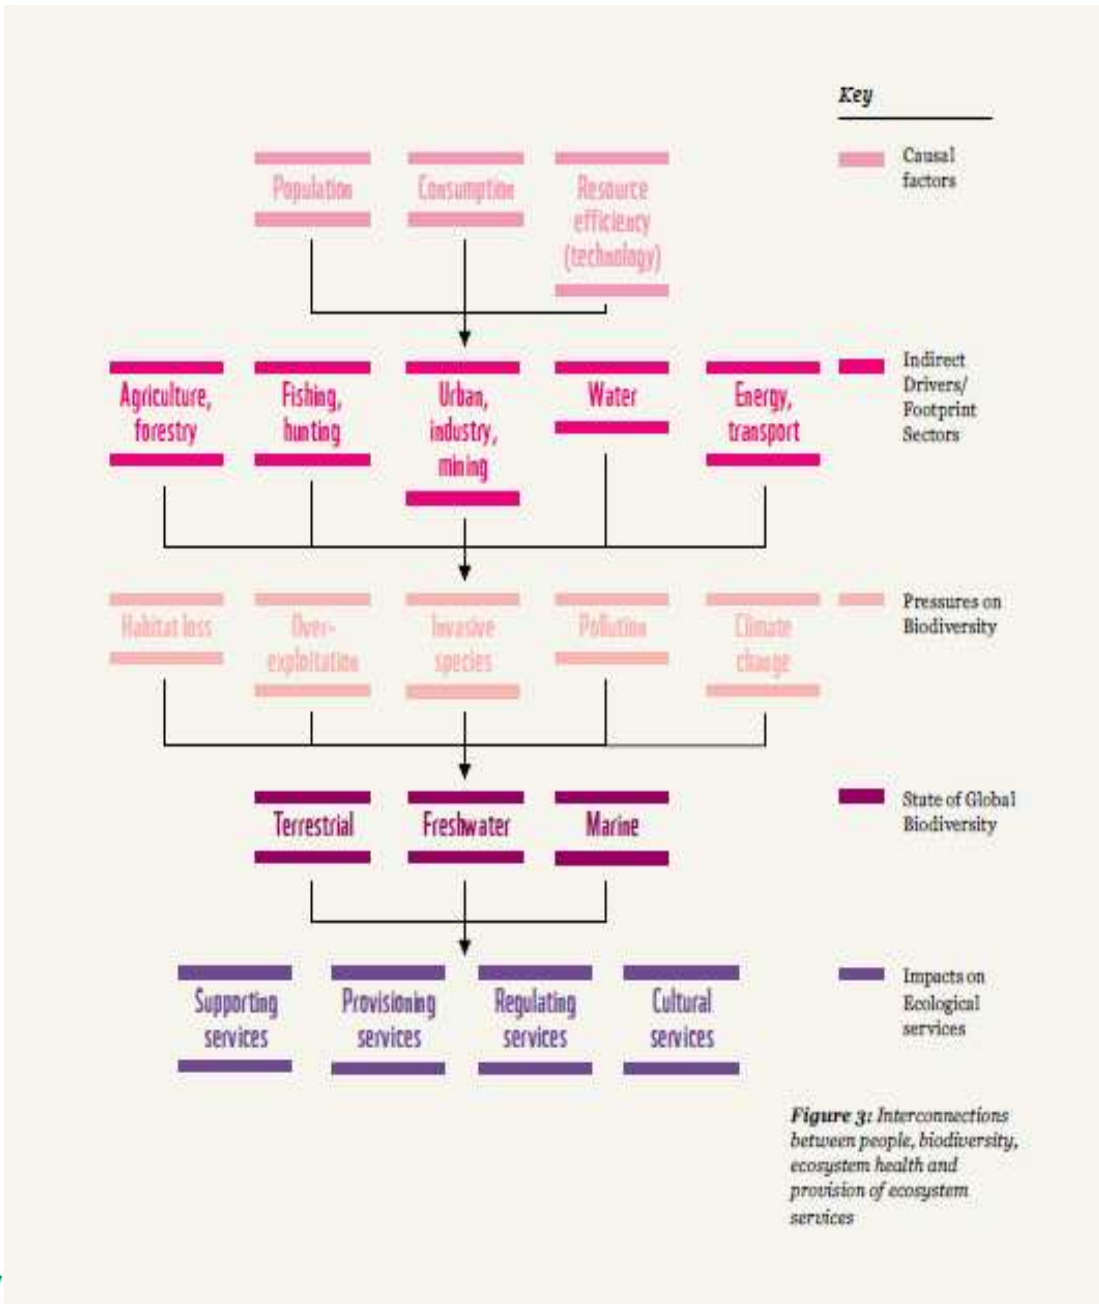 Key
Causal
factors
Population
Consumption
Resource
efficiency
(technology)
Indirect
Drivers/
Footprint
Sectors
Agriculture,
forestry
Fishing,
hunting
Urban,
industry,
mining
Water
Energy,
transport
Pressures on
Biodiversity
Habitat loss
Over-
exploitation
Invasive
species
Pollution
Climate
change
State of Global
Biodiversity
Terrestrial
Freshwater
Marine
Impacts on
Ecological
services
Supporting
services
Provisioning
services
Regulating
services
Cultural
services
Figure 3: Interconnections
between people, biodiversity,
ecosystem health and
provision of ecosystem
services